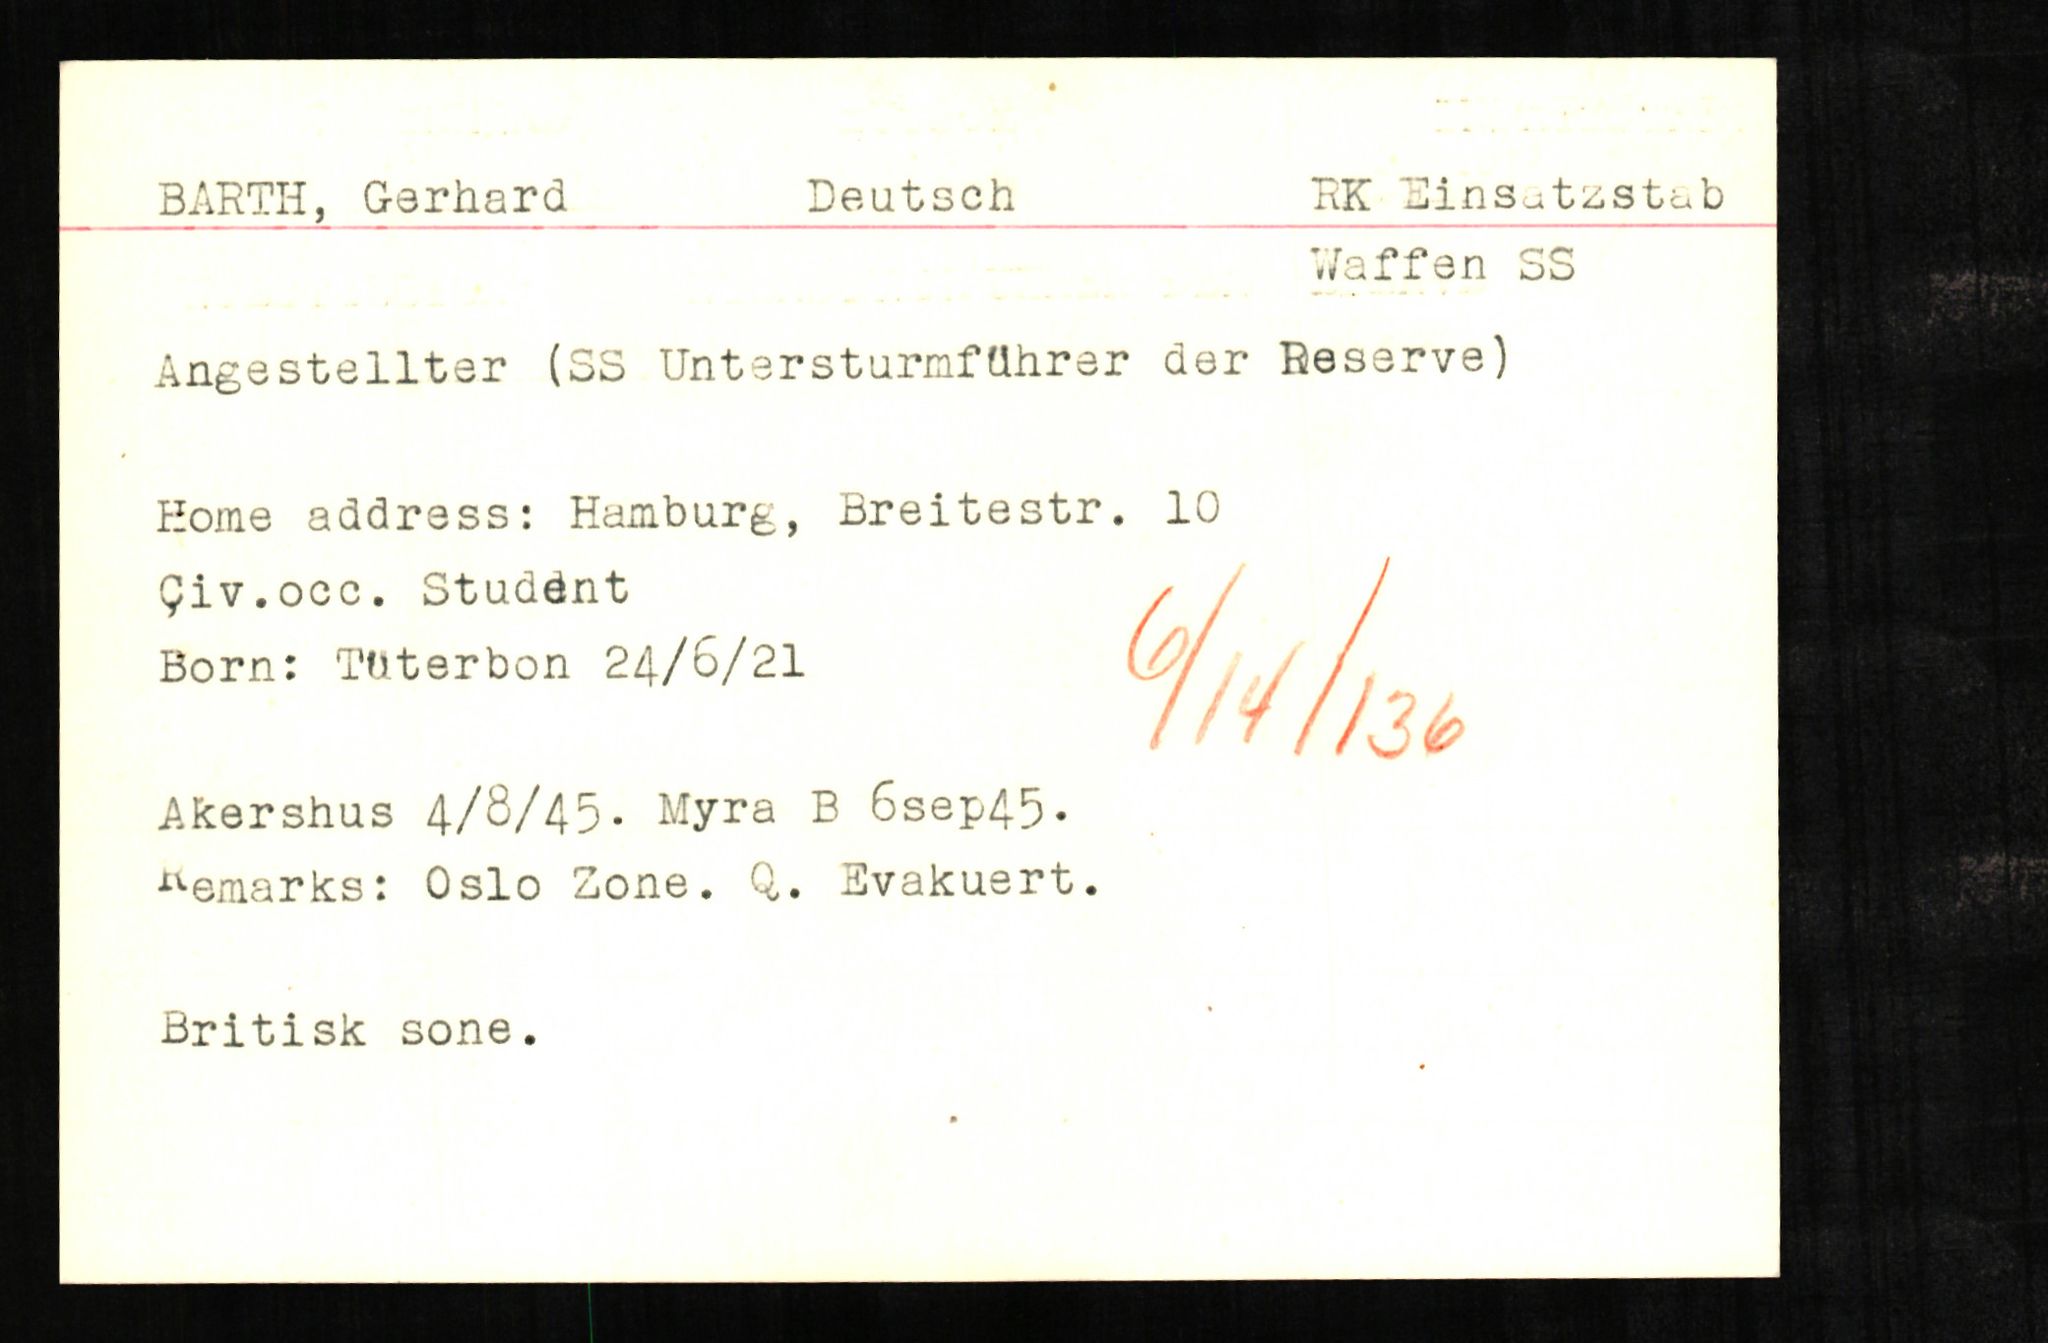 BARTH, Gerhard Deutsch RK Einsatzstab
Waffen SS
Angestellter (SS Untersturmführer der Reserve)
Home address: Hamburg, Breitestr. 10
Çiv.occ. Student
Born: Tüterbon 24/6/21
6/14/136
Akershus 4/8/45. Myra B 6sep45.
Remarks: Oslo Zone. Q. Evakuert.
Britisk sone.